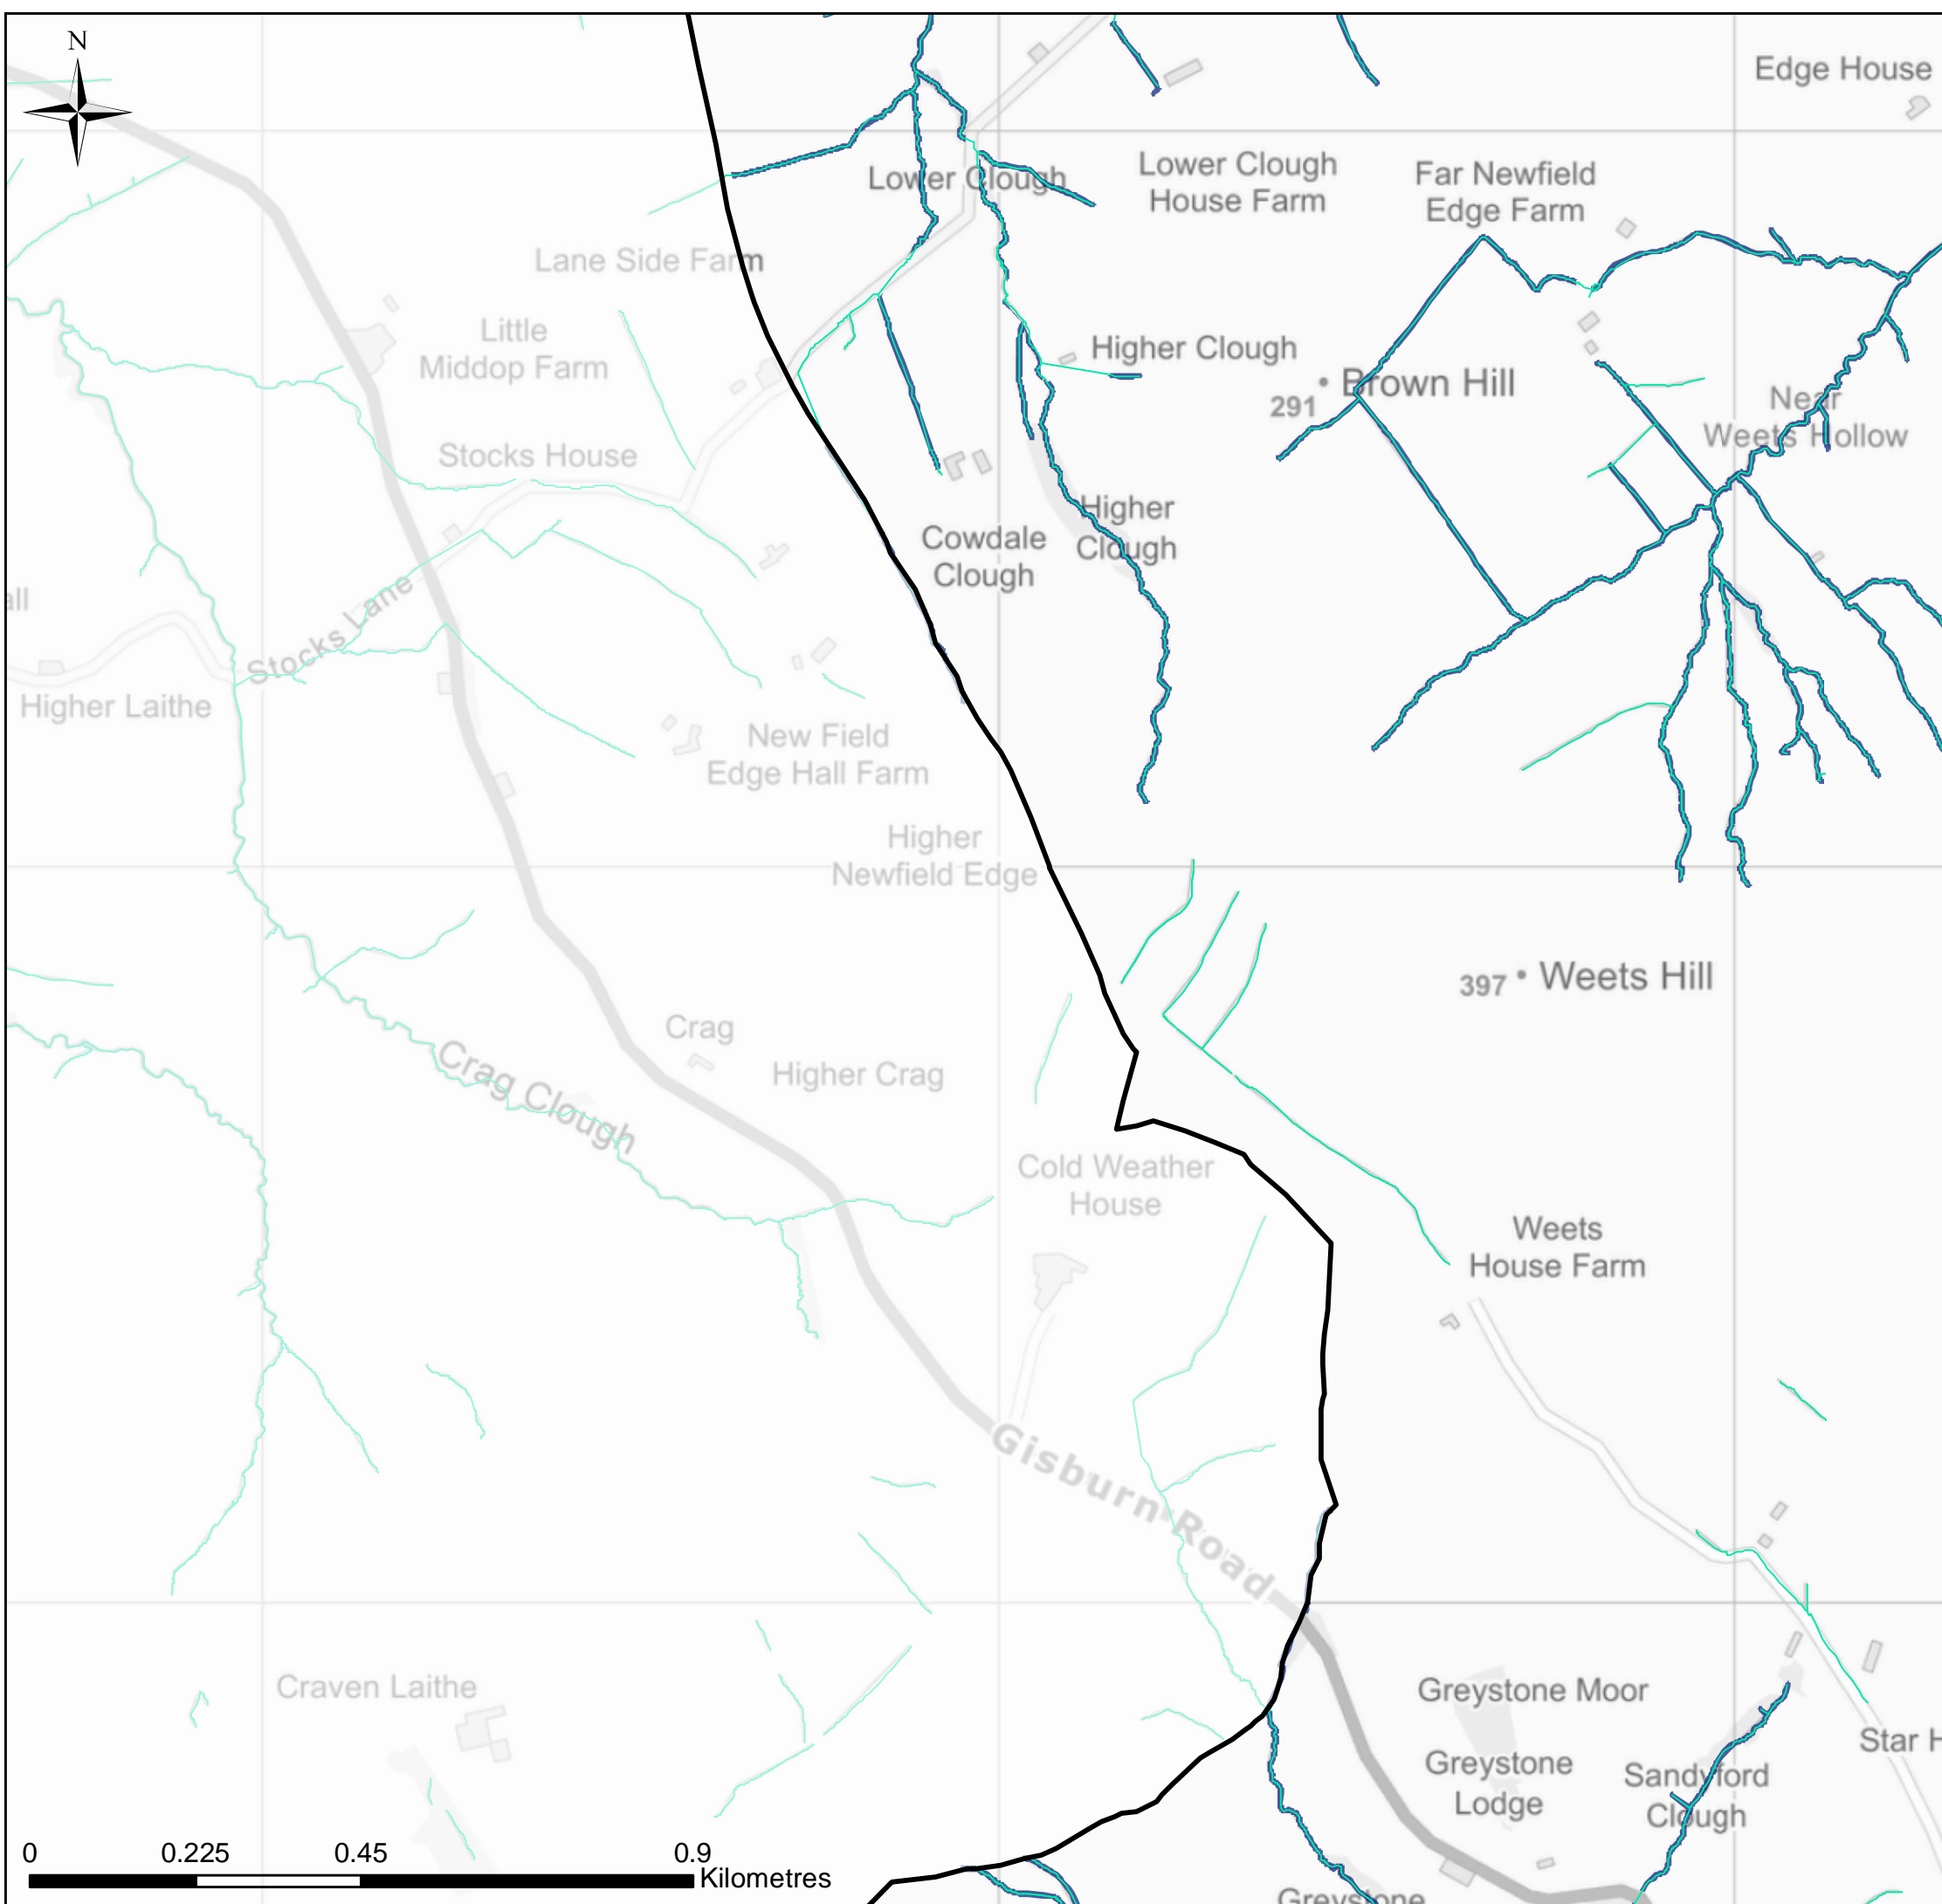 N
Edge House
Lower Clough
Lower Clough
House Farm
Far Newfield
Edge Farm
Lane Side Farm
Little
Middop Farm
Higher Clough
291
Brown Hill
Near
Weets Hollow
Stocks House
Higher
Clough
Cowdale
Clough
all
Stocks Lane
Higher Laithe
New Field
Edge Hall Farm
Higher
Newfield Edge
397
Weets Hill
Crag
Higher Crag
Crag Clough
Cold Weather
House
Weets
House Farm
Gisburn Road
Craven Laithe
Greystone Moor
Greystone
Lodge
Sandyford
Clough
Star H
Greystone
0
0.225
0.45
0.9
Kilometres